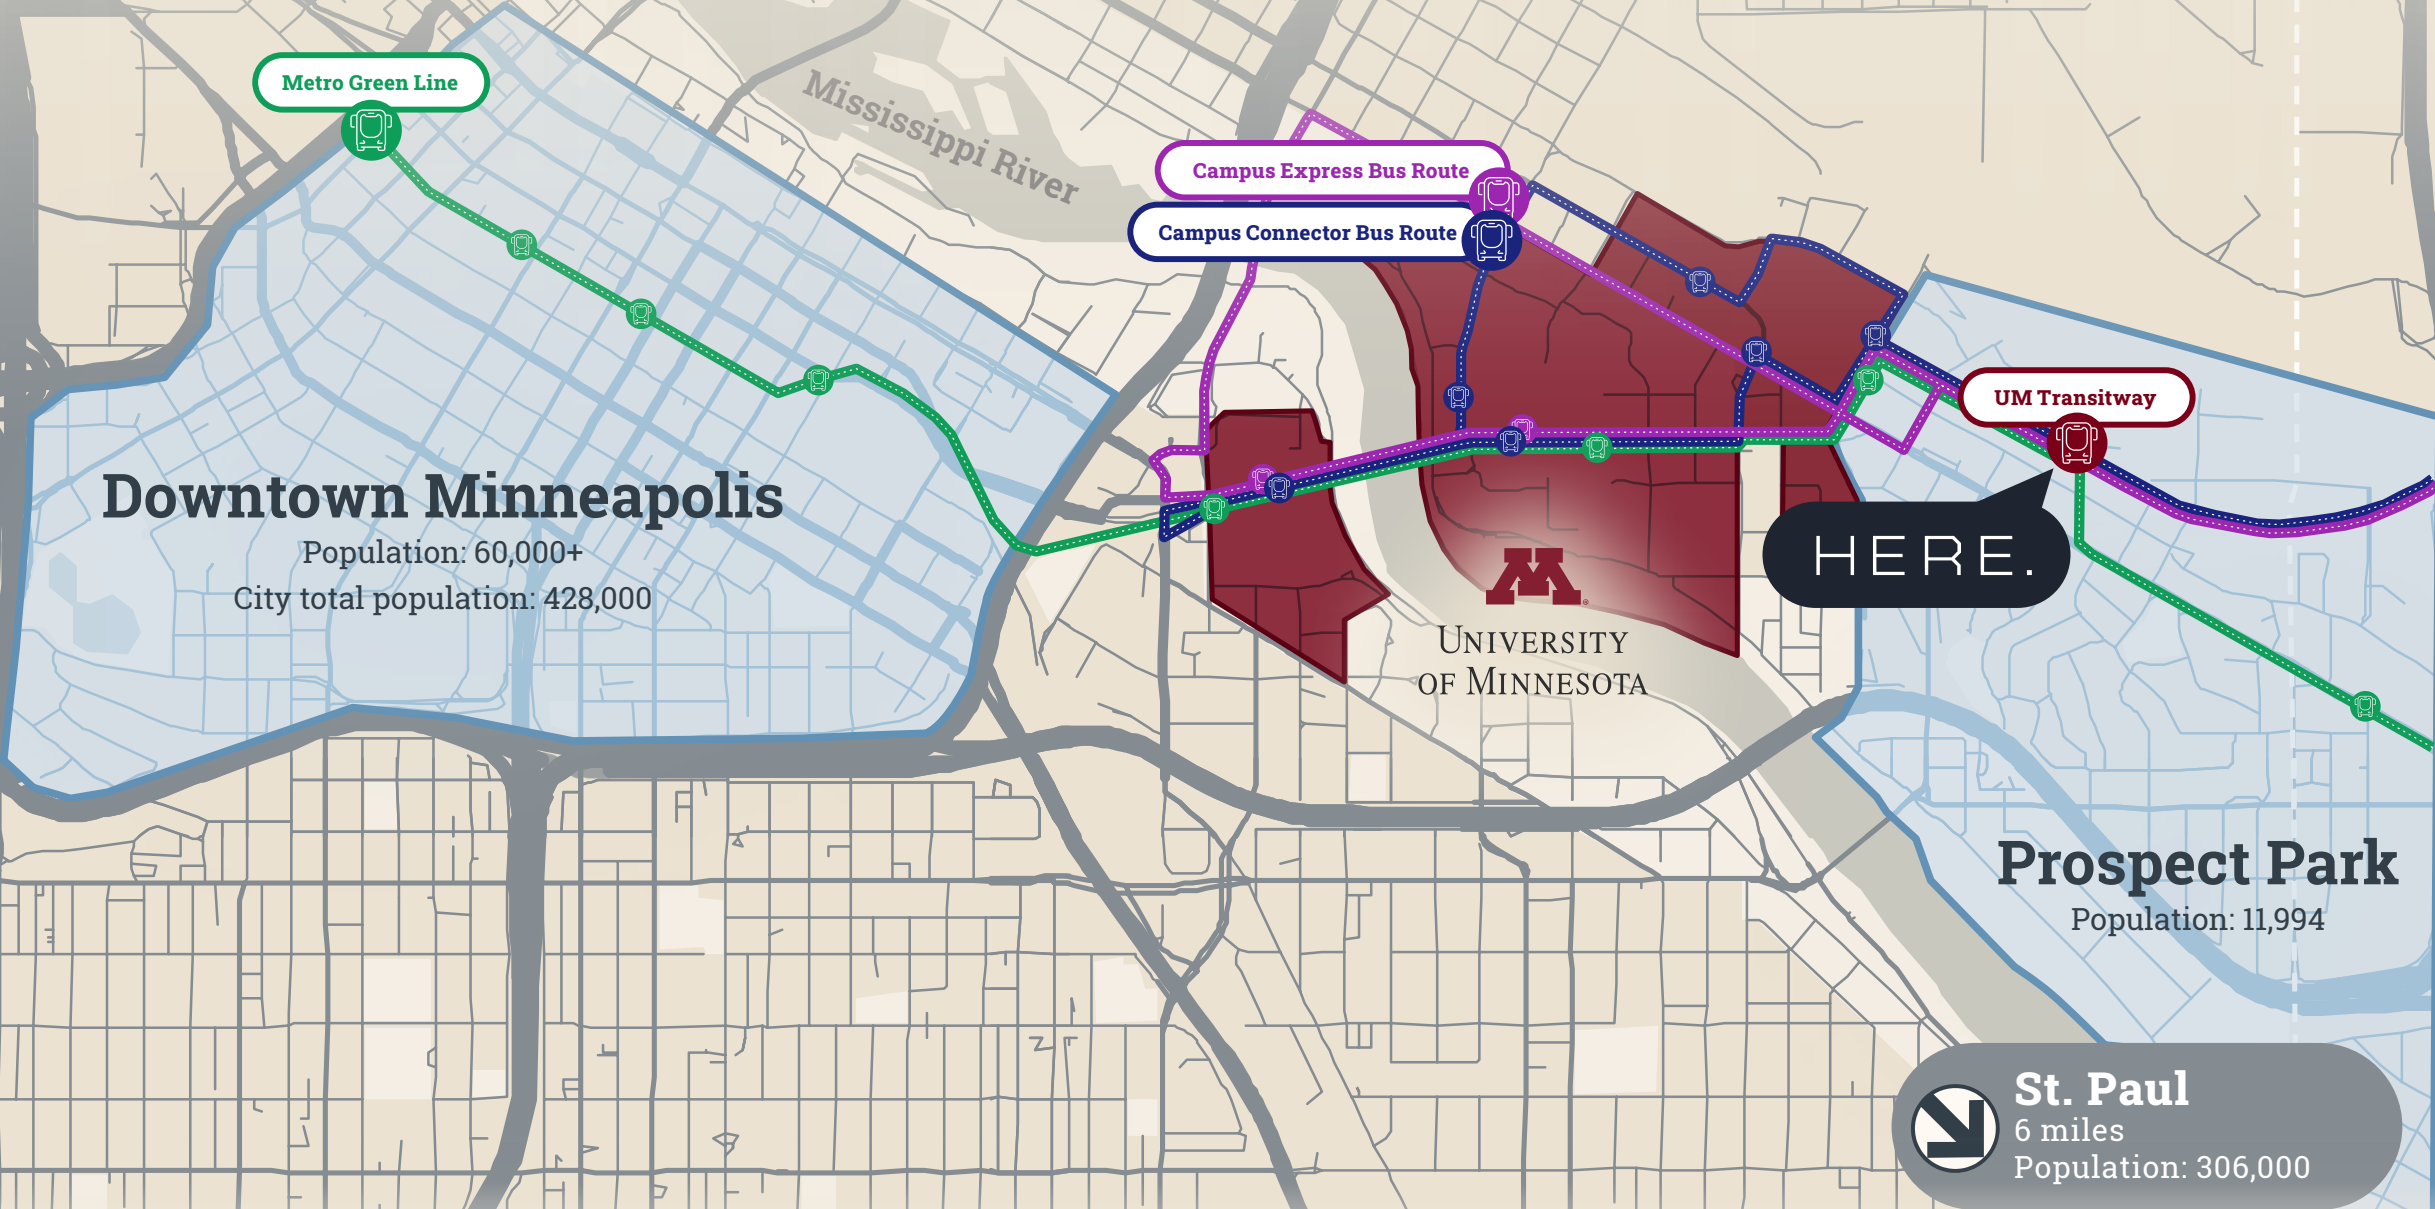 Metro Green Line
Mississippi River
Campus Express Bus Route
Campus Connector Bus Route
UM Transitway
HERE.
Downtown Minneapolis
Population: 60,000+
City total population: 428,000
M
®
UNIVERSITY
OF MINNESOTA
Prospect Park
Population: 11,994
St. Paul
6 miles
Population: 306,000